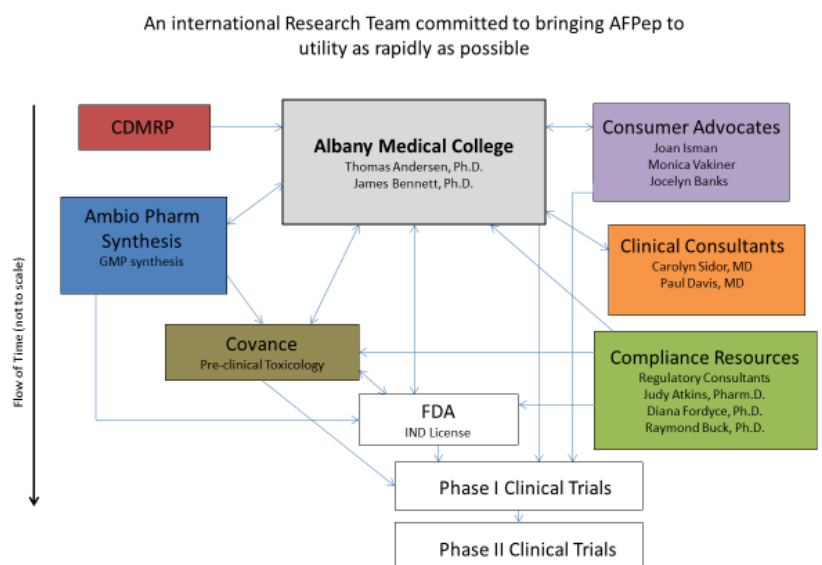 An international Research Team committed to bringing AFPep to
utility as rapidly as possible
CDMRP
Albany Medical College
Thomas Andersen, Ph.D.
James Bennett, Ph.D.
Consumer Advocates
Joan Isman
Monica Vakiner
Jocelyn Banks
Ambio Pharm
Synthesis
GMP synthesis
Clinical Consultants
Carolyn Sidor, MD
Paul Davis, MD
Flow of Time (not to scale)
Covance
Pre-clinical Toxicology
Compliance Resources
Regulatory Consultants
Judy Atkins, Pharm.D.
Diana Fordyce, Ph.D.
Raymond Buck, Ph.D.
FDA
IND License
Phase I Clinical Trials
Phase II Clinical Trials